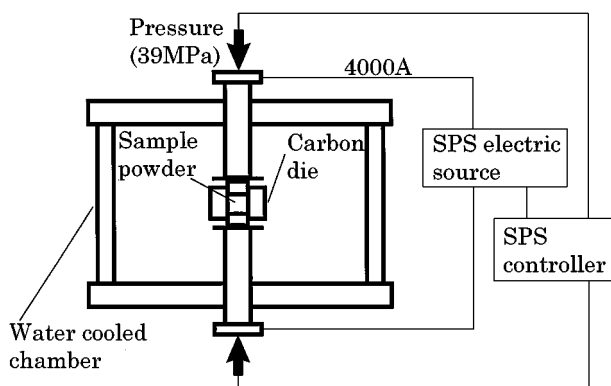 Pressure
(39MPa)
4000A
Sample
powder
Carbon
die
SPS electric
source
SPS
controller
Water cooled
chamber